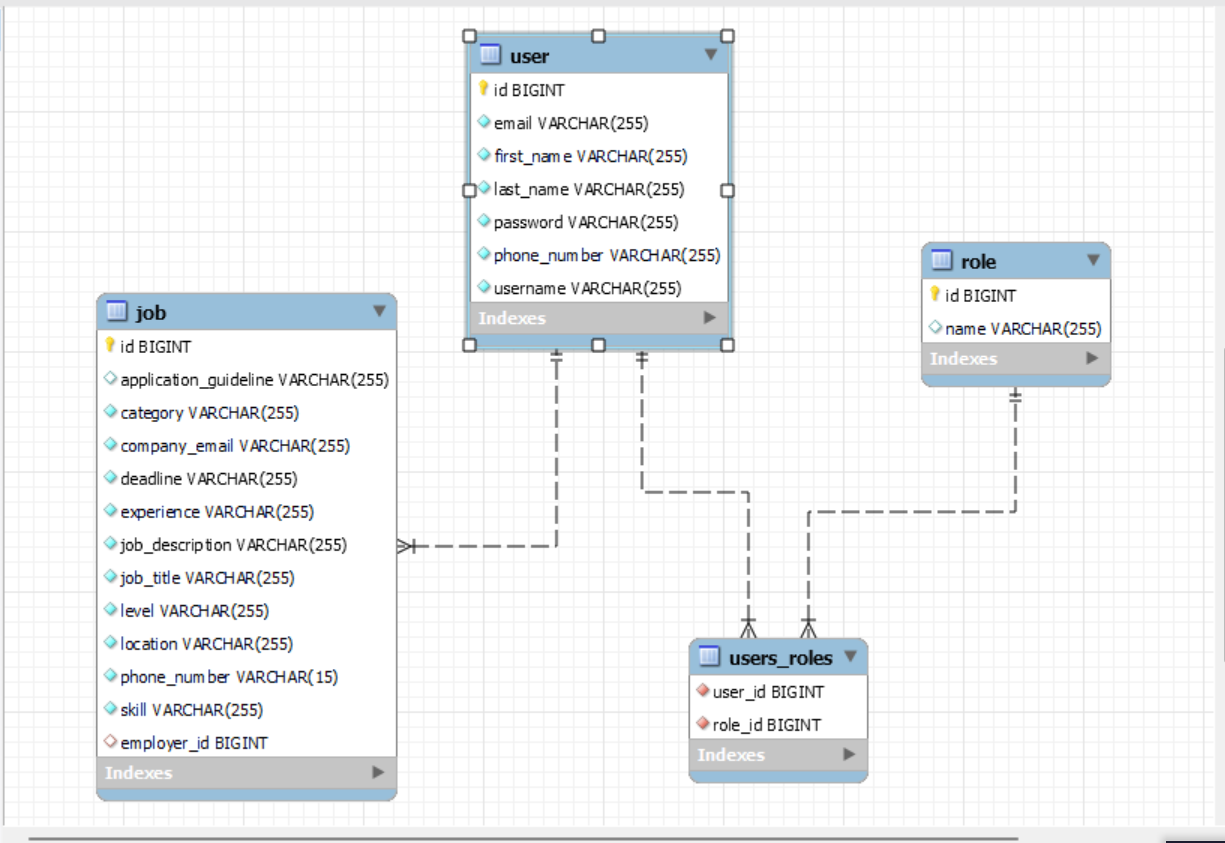 user
id BIGINT
email VARCHAR(255)
first_name VARCHAR(255)
last_name VARCHAR(255)
password VARCHAR(255)
phone_number VARCHAR(255)
username VARCHAR(255)
Indexes
role
id BIGINT
name VARCHAR(255)
Indexes
job
id BIGINT
application_guideline VARCHAR(255)
category VARCHAR(255)
company_email VARCHAR(255)
deadline VARCHAR(255)
experience VARCHAR(255)
job_description VARCHAR(255)
job_title VARCHAR(255)
level VARCHAR(255)
location VARCHAR(255)
phone_number VARCHAR(15)
skill VARCHAR(255)
employer_id BIGINT
Indexes
users_roles
user_id BIGINT
role_id BIGINT
Indexes